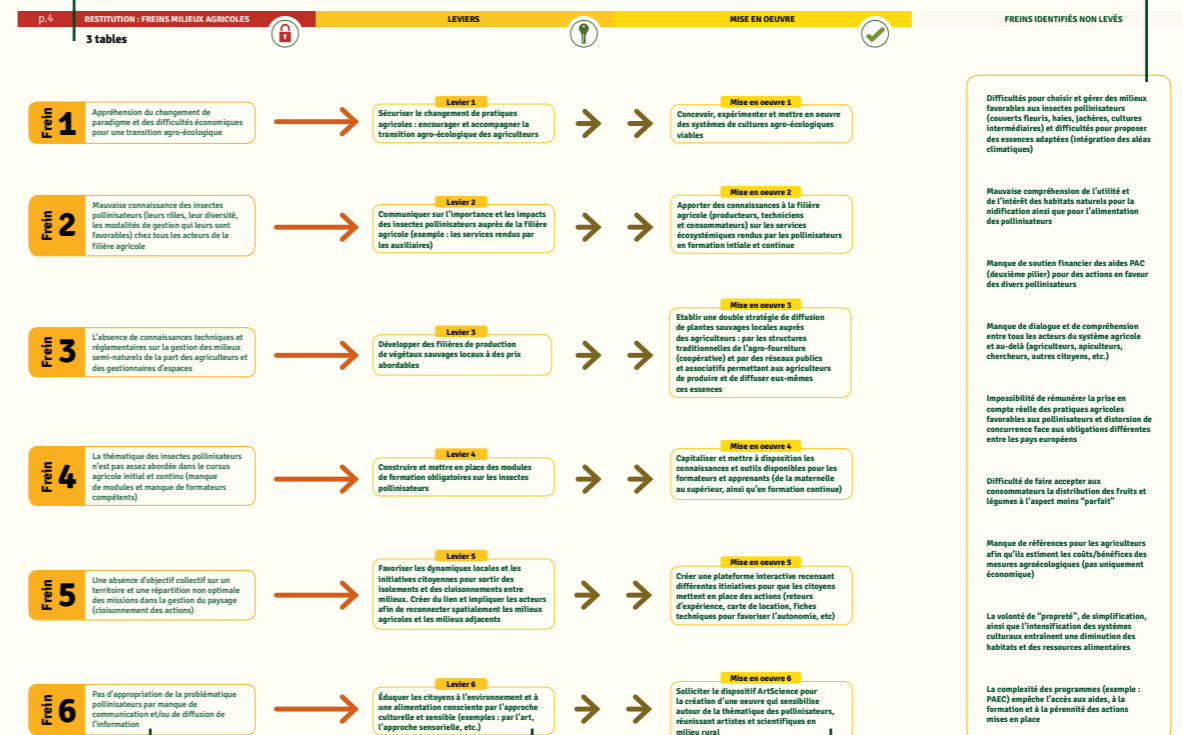 p.4
RESTITUTION : FREINS MILIEUX AGRICOLES
LEVIERS
MISE EN OEUVRE
FREINS IDENTIFIÉS NON LEVÉS
3 tables
Frein 1
Appréhension du changement de
paradigme et des difficultés économiques
pour une transition agro-écologique
Levier 1
Sécuriser le changement de pratiques
agricoles : encourager et accompagner la
transition agro-écologique des agriculteurs
Mise en oeuvre 1
Concevoir, expérimenter et mettre en oeuvre
des systèmes de cultures agro-écologiques
viables
Frein 2
Mauvaise connaissance des insectes
pollinisateurs (leurs rôles, leur diversité,
les modalités de gestion qui leurs sont
favorables) chez tous les acteurs de la
filière agricole
Levier 2
Communiquer sur l'importance et les impacts
des insectes pollinisateurs auprès de la filière
agricole (exemple : les services rendus par
les auxiliaires)
Mise en oeuvre 2
Apporter des connaissances à la filière
agricole (producteurs, techniciens
et consommateurs) sur les services
écosystémiques rendus par les pollinisateurs
en formation intiale et continue
Frein 3
L'absence de connaissances techniques et
réglementaires sur la gestion des milieux
semi-naturels de la part des agriculteurs et
des gestionnaires d'espaces
Levier 3
Développer des filières de production
de végétaux sauvages locaux à des prix
abordables
Mise en oeuvre 3
Etablir une double stratégie de diffusion
de plantes sauvages locales auprès
des agriculteurs : par les structures
traditionnelles de l'agro-fourniture
(coopérative) et par des réseaux publics
et associatifs permettant aux agriculteurs
de produire et de diffuser eux-mêmes
ces essences
Frein 4
La thématique des insectes pollinisateurs
n'est pas assez abordée dans le cursus
agricole initial et continu (manque
de modules et manque de formateurs
compétents)
Levier 4
Construire et mettre en place des modules
de formation obligatoires sur les insectes
pollinisateurs
Mise en oeuvre 4
Capitaliser et mettre à disposition les
connaissances et outils disponibles pour les
formateurs et apprenants (de la maternelle
au supérieur, ainsi qu'en formation continue)
Frein 5
Une absence d'objectif collectif sur un
territoire et une répartition non optimale
des missions dans la gestion du paysage
(cloisonnement des actions)
Levier 5
Favoriser les dynamiques locales et les
initiatives citoyennes pour sortir des
isolements et des cloisonnements entre
milieux. Créer du lien et impliquer les acteurs
afin de reconnecter spatialement les milieux
agricoles et les milieux adjacents
Mise en oeuvre 5
Créer une plateforme interactive recensant
différentes itiniatives pour que les citoyens
mettent en place des actions (retours
d'expérience, carte de location, fiches
techniques pour favoriser l'autonomie, etc)
Frein 6
Pas d'appropriation de la problématique
pollinisateurs par manque de
communication et/ou de diffusion de
l'information
Levier 6
Éduquer les citoyens à l'environnement et à
une alimentation consciente par l'approche
culturelle et sensible (exemples : par l'art,
l'approche sensorielle, etc.)
Mise en oeuvre 6
Solliciter le dispositif ArtScience pour
la création d'une oeuvre qui sensibilise
autour de la thématique des pollinisateurs,
réunissant artistes et scientifiques en
milieu rural
Difficultés pour choisir et gérer des milieux
favorables aux insectes pollinisateurs
(couverts fleuris, haies, jachères, cultures
intermédiaires) et difficultés pour proposer
des essences adaptées (intégration des aléas
climatiques)
Mauvaise compréhension de l'utilité et
de l'intérêt des habitats naturels pour la
nidification ainsi que pour l'alimentation
des pollinisateurs
Manque de soutien financier des aides PAC
(deuxième pilier) pour des actions en faveur
des divers pollinisateurs
Manque de dialogue et de compréhension
entre tous les acteurs du système agricole
et au-delà (agriculteurs, apiculteurs,
chercheurs, autres citoyens, etc.)
Impossibilité de rémunérer la prise en
compte réelle des pratiques agricoles
favorables aux pollinisateurs et distorsion de
concurrence face aux obligations différentes
entre les pays européens
Difficulté de faire accepter aux
consommateurs la distribution des fruits et
légumes à l'aspect moins "parfait"
Manque de références pour les agriculteurs
afin qu'ils estiment les coûts/bénéfices des
mesures agroécologiques (pas uniquement
économique)
La volonté de "propreté", de simplification,
ainsi que l'intensification des systèmes
culturaux entraînent une diminution des
habitats et des ressources alimentaires
La complexité des programmes (exemple :
PAEC) empêche l'accès aux aides, à la
formation et à la pérennité des actions
mises en place